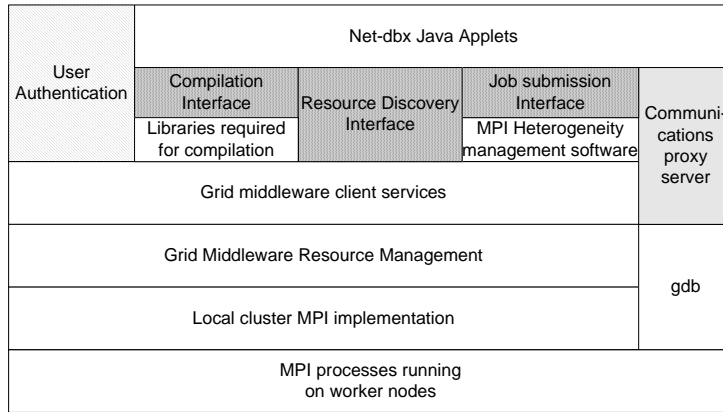 Net-dbx Java Applets
User
Authentication
Compilation
Interface
Resource Discovery
Interface
Job submission
Interface
Libraries required
for compilation
MPI Heterogeneity
management software
Communi-
cations
proxy
server
Grid middleware client services
Grid Middleware Resource Management
gdb
Local cluster MPI implementation
MPI processes running
on worker nodes